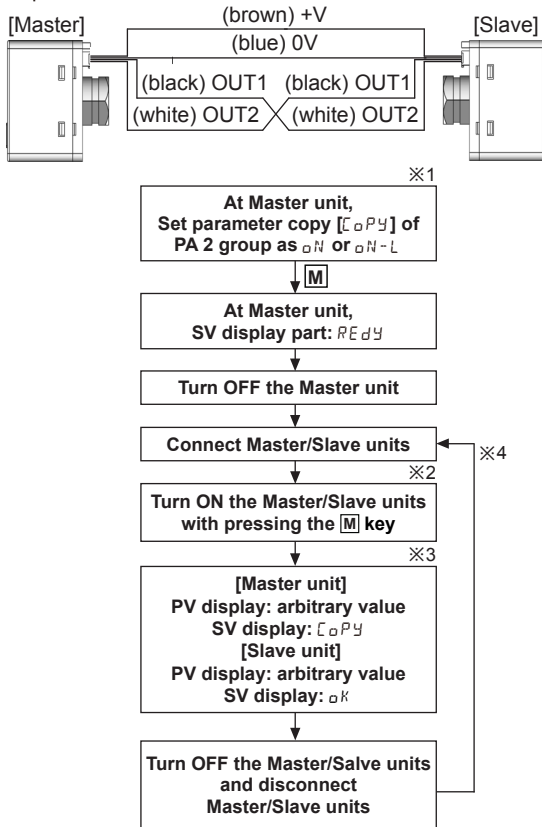 (brown) +V
[Master]
[Slave]
(blue) 0V
(black) OUT1
(black) OUT1
(white) OUT2
(white) OUT2
※1
At Master unit,
Set parameter copy [CoPY] of
PA 2 group as oN or oN-L
M
At Master unit,
SV display part: REdY
Turn OFF the Master unit
Connect Master/Slave units
※4
※2
Turn ON the Master/Slave units
with pressing the M key
※3
[Master unit]
PV display: arbitrary value
SV display: CoPY
[Slave unit]
PV display: arbitrary value
SV display: oK
Turn OFF the Master/Salve units
and disconnect
Master/Slave units